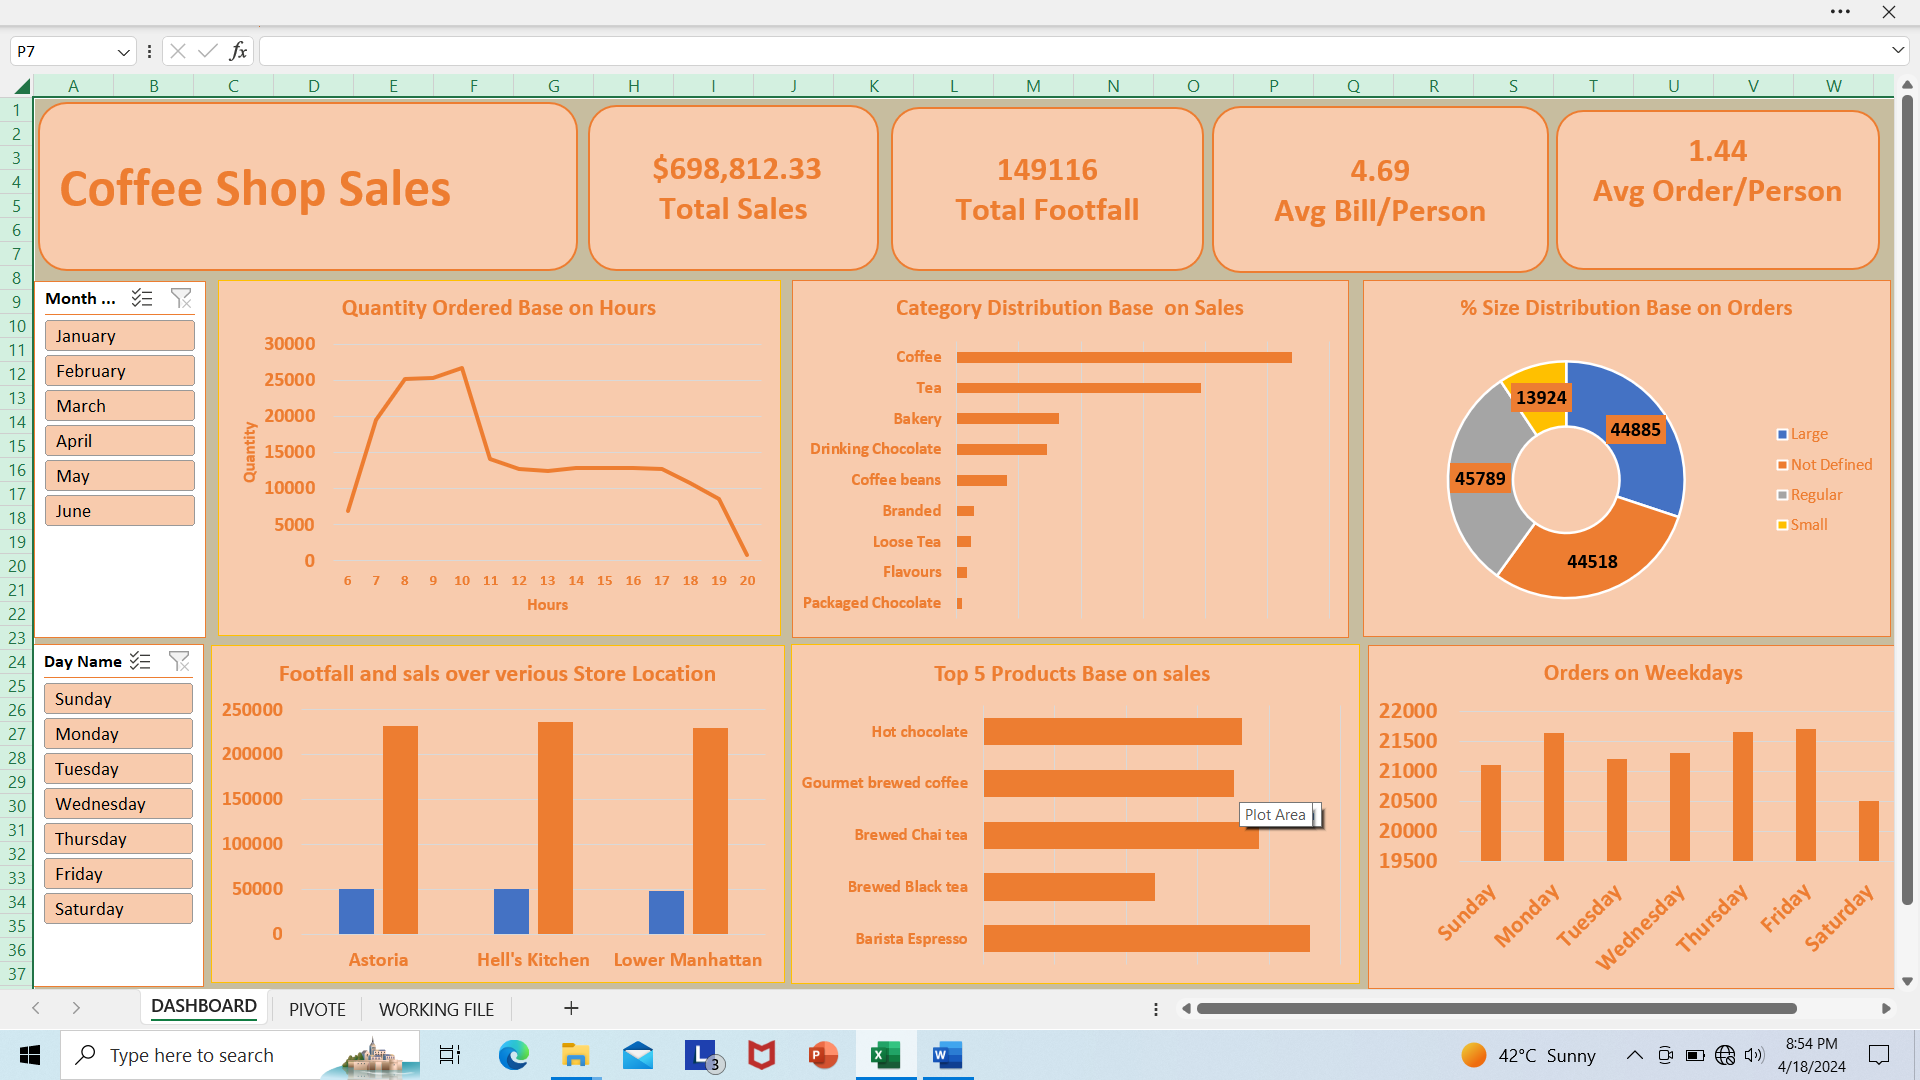 P7
fx
A B C D E F G H I J K L M N O P Q R S T U V W
1
2
3
4
5
6
7
8
9
10
11
12
13
14
15
16
17
18
19
20
21
22
23
24
25
26
27
28
29
30
31
32
33
34
35
36
37
Coffee Shop Sales
$698,812.33
Total Sales
149116
Total Footfall
4.69
Avg Bill/Person
1.44
Avg Order/Person
Month ...
January
February
March
April
May
June
Quantity Ordered Base on Hours
Quantity
30000
25000
20000
15000
10000
5000
0
6 7 8 9 10 11 12 13 14 15 16 17 18 19 20
Hours
Category Distribution Base  on Sales
Coffee
Tea
Bakery
Drinking Chocolate
Coffee beans
Branded
Loose Tea
Flavours
Packaged Chocolate
% Size Distribution Base on Orders
13924
44885
45789
44518
Large
Not Defined
Regular
Small
Day Name
Sunday
Monday
Tuesday
Wednesday
Thursday
Friday
Saturday
Footfall and sals over verious Store Location
250000
200000
150000
100000
50000
0
Astoria Hell's Kitchen Lower Manhattan
Top 5 Products Base on sales
Hot chocolate
Gourmet brewed coffee
Brewed Chai tea
Brewed Black tea
Barista Espresso
Plot Area
Orders on Weekdays
22000
21500
21000
20500
20000
19500
Sunday Monday Tuesday Wednesday Thursday Friday Saturday
DASHBOARD PIVOTE WORKING FILE
Type here to search
L 3
P
X
W
42°C Sunny
8:54 PM
4/18/2024